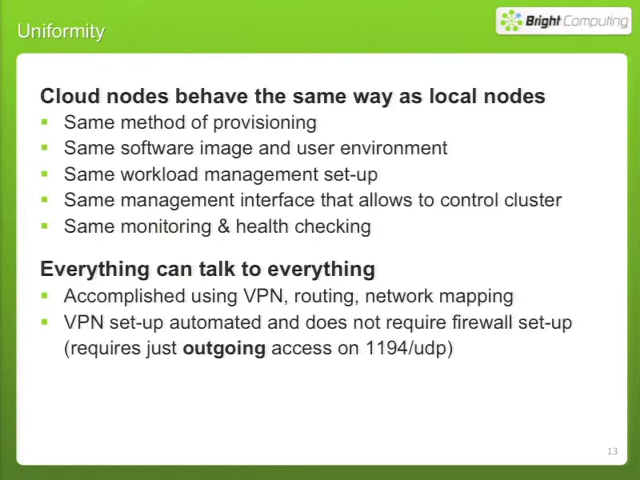 Uniformity
Bright Computing
Cloud nodes behave the same way as local nodes
▪ Same method of provisioning
▪ Same software image and user environment
▪ Same workload management set-up
▪ Same management interface that allows to control cluster
▪ Same monitoring & health checking
Everything can talk to everything
▪ Accomplished using VPN, routing, network mapping
▪ VPN set-up automated and does not require firewall set-up
(requires just outgoing access on 1194/udp)
13